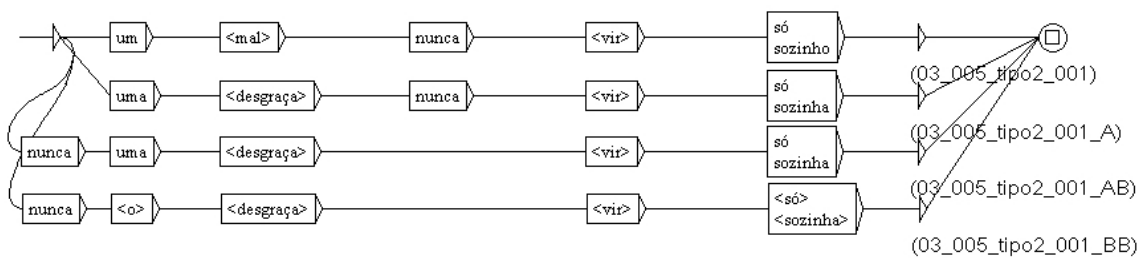 um <mal> nunca <vir> só
sozinho
(03_005_tipo2_001)
uma <desgraça> nunca <vir> só
sozinha
(03_005_tipo2_001_A)
nunca uma <desgraça> <vir> só
sozinha
(03_005_tipo2_001_AB)
nunca <o> <desgraça> <vir> <só>
<sozinha>
(03_005_tipo2_001_BB)